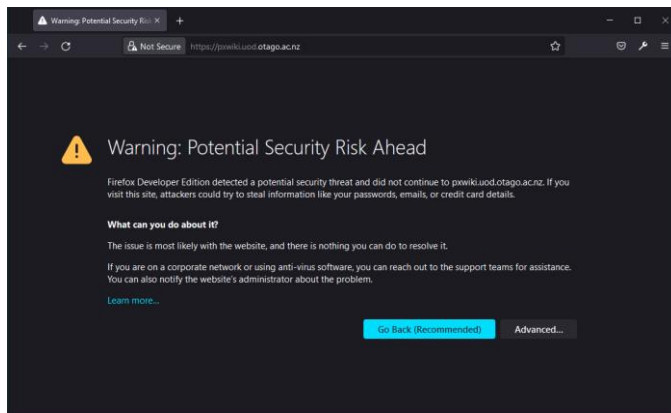 Warning: Potential Security Ris
Not Secure https://pxwiki.uod.otago.ac.nz
Warning: Potential Security Risk Ahead
Firefox Developer Edition detected a potential security threat and did not continue to pxwiki.uod.otago.ac.nz. If you
visit this site, attackers could try to steal information like your passwords, emails, or credit card details.
What can you do about it?
The issue is most likely with the website, and there is nothing you can do to resolve it.
If you are on a corporate network or using anti-virus software, you can reach out to the support teams for assistance.
You can also notify the website's administrator about the problem.
Learn more...
Go Back (Recommended) Advanced...